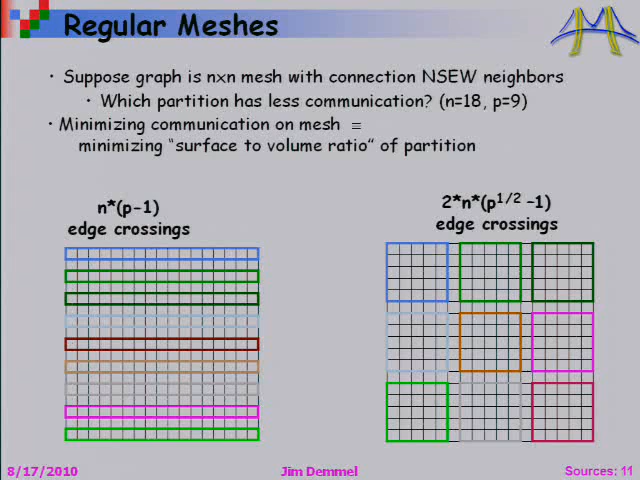 Regular Meshes
· Suppose graph is n×n mesh with connection NSEW neighbors
· Which partition has less communication? (n=18, p=9)
· Minimizing communication on mesh ≡
minimizing “surface to volume ratio” of partition
n*(p-1)
edge crossings
2*n*(p^1/2 -1)
edge crossings
8/17/2010
Jim Demmel
Sources: 11